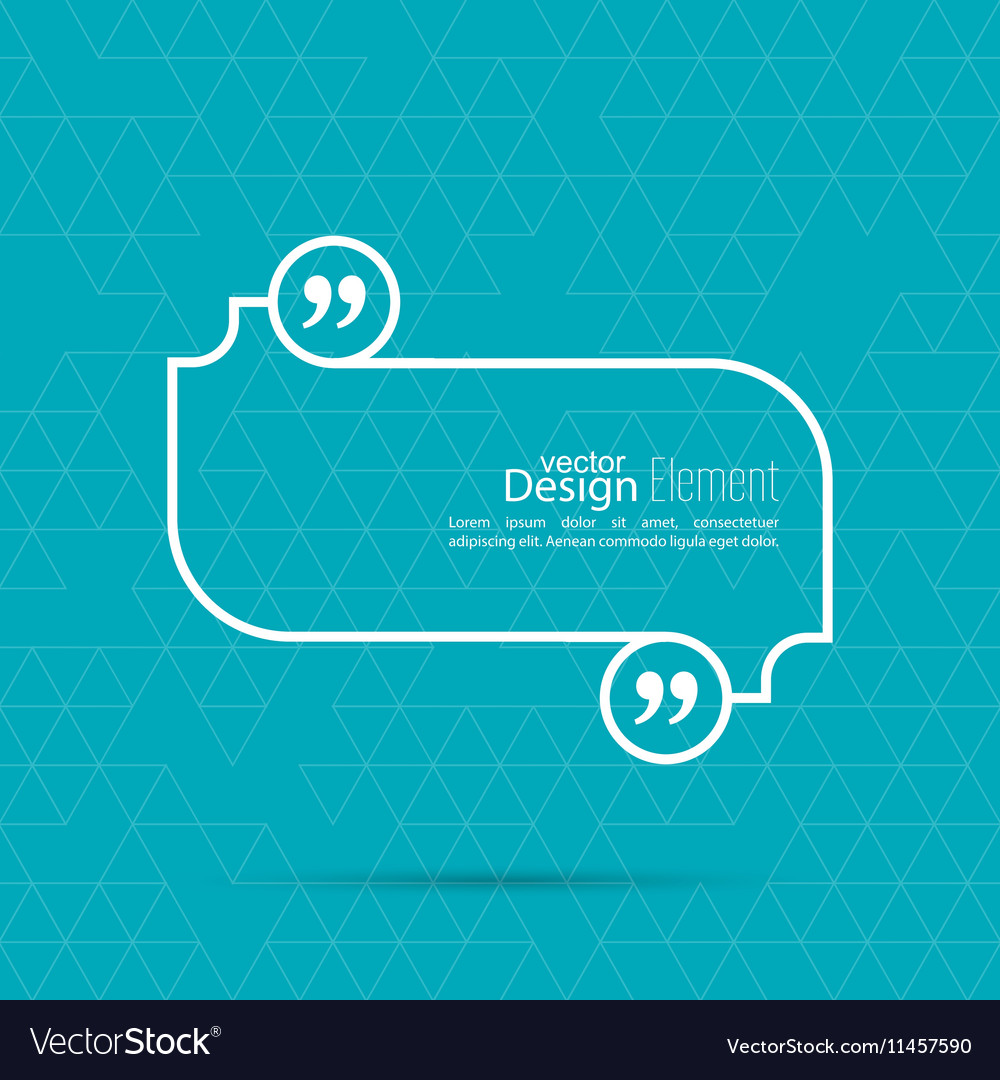 ”
vector
Design Element
Lorem ipsum dolor sit amet, consectetuer
adipiscing elit. Aenean commodo ligula eget dolor.
”
VectorStock®
VectorStock.com/11457590